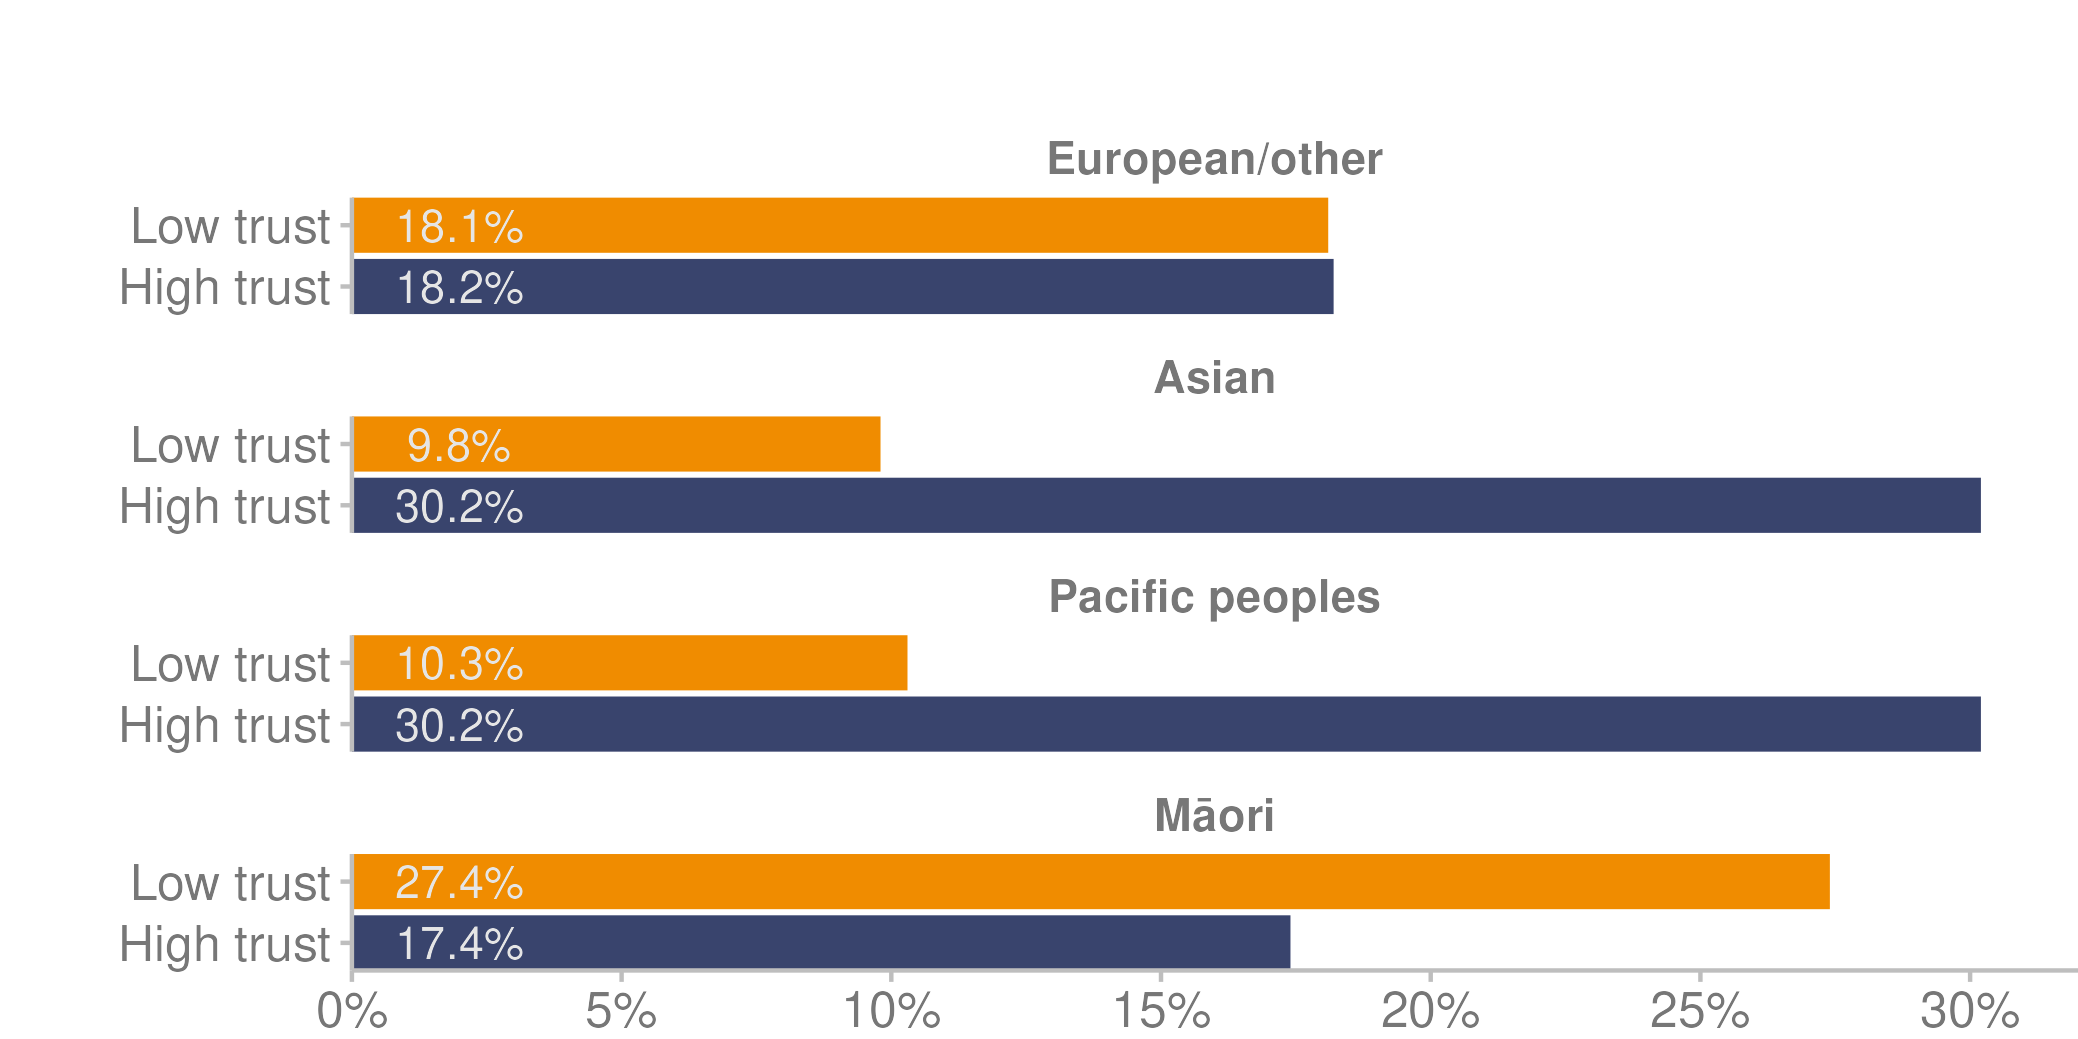 European/other
Low trust 18.1%
High trust 18.2%
Asian
Low trust 9.8%
High trust 30.2%
Pacific peoples
Low trust 10.3%
High trust 30.2%
Māori
Low trust 27.4%
High trust 17.4%
0% 5% 10% 15% 20% 25% 30%